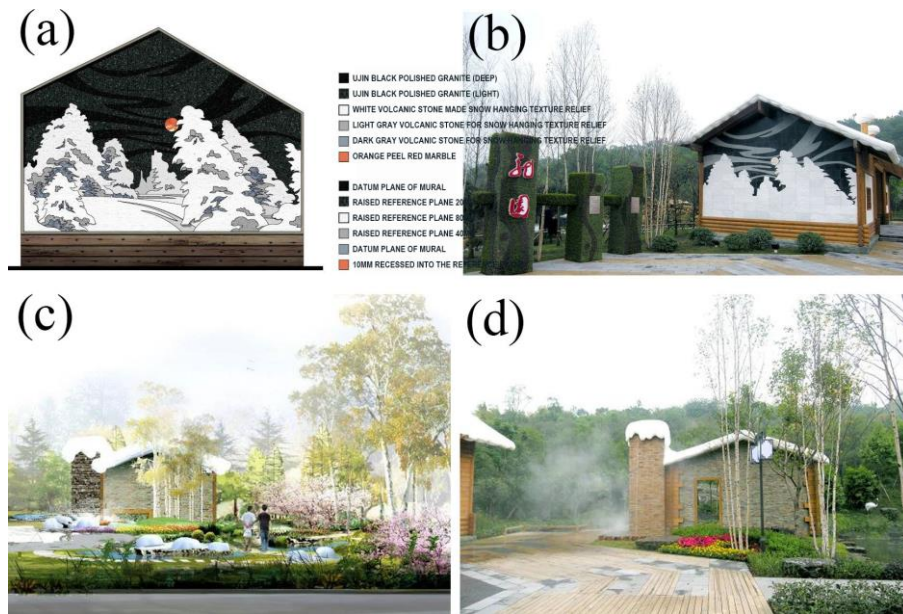 (a)
UJIN BLACK POLISHED GRANITE (DEEP)
UJIN BLACK POLISHED GRANITE (LIGHT)
WHITE VOLCANIC STONE MADE SNOW HANGING TEXTURE RELIEF
LIGHT GRAY VOLCANIC STONE FOR SNOW HANGING TEXTURE RELIEF
DARK GRAY VOLCANIC STONE FOR SNOW HANGING TEXTURE RELIEF
ORANGE PEEL RED MARBLE
DATUM PLANE OF MURAL
RAISED REFERENCE PLANE 20
RAISED REFERENCE PLANE 80
RAISED REFERENCE PLANE 40
DATUM PLANE OF MURAL
10MM RECESSED INTO THE
(b)
(c)
(d)